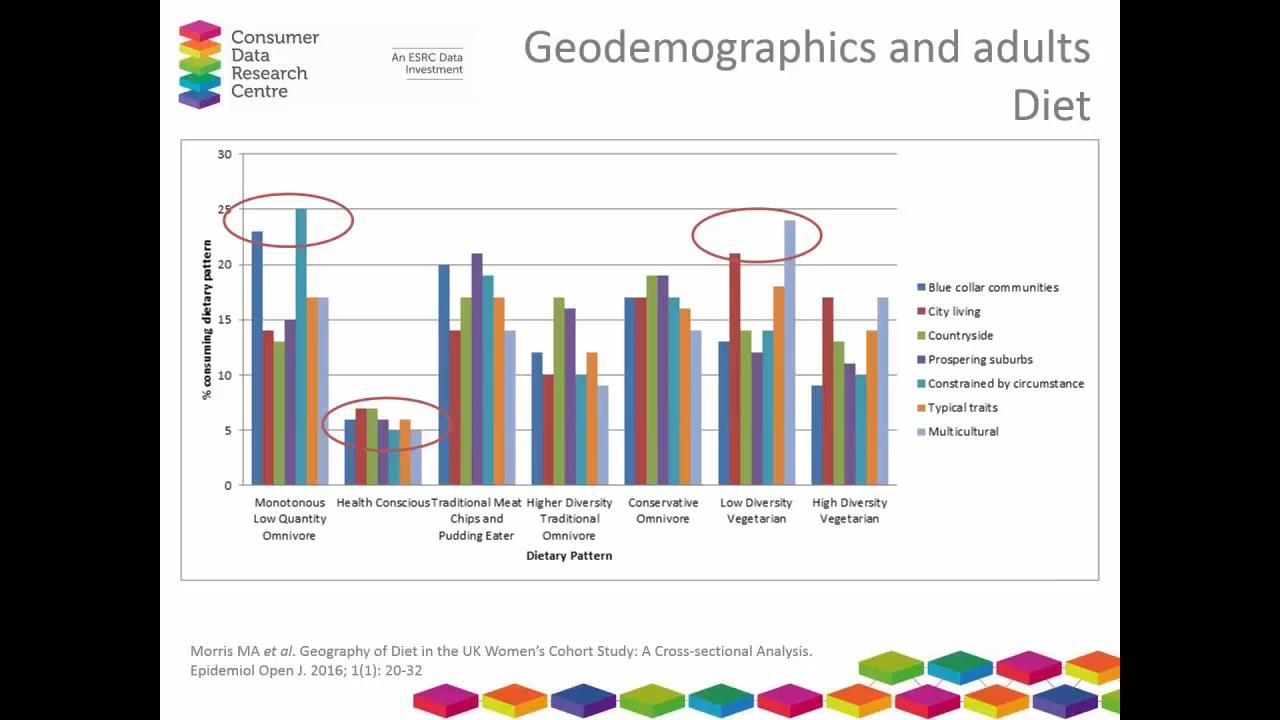 Consumer
Data
Research
Centre
An ESRC Data
Investment
Geodemographics and adults
Diet
30
25
20
15
10
5
0
% consuming dietary pattern
Monotonous
Low Quantity
Omnivore
Health Conscious
Traditional Meat
Chips and
Pudding Eater
Higher Diversity
Traditional
Omnivore
Conservative
Omnivore
Low Diversity
Vegetarian
High Diversity
Vegetarian
Dietary Pattern
Blue collar communities
City living
Countryside
Prospering suburbs
Constrained by circumstance
Typical traits
Multicultural
Morris MA et al. Geography of Diet in the UK Women’s Cohort Study: A Cross-sectional Analysis.
Epidemiol Open J. 2016; 1(1): 20-32